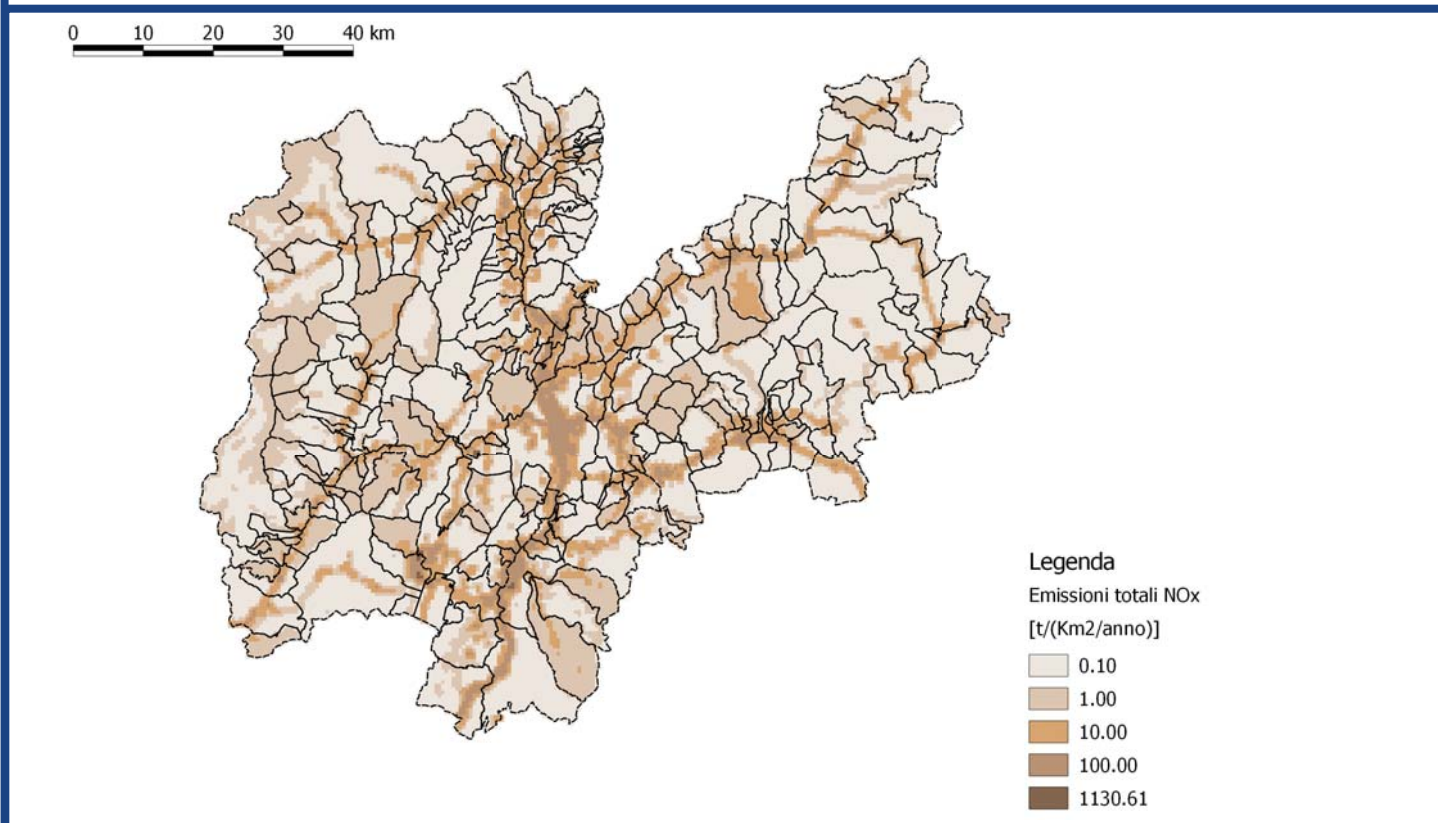 0 10 20 30 40 km
Legenda
Emissioni totali NOx
[t/(Km2/anno)]
0.10
1.00
10.00
100.00
1130.61